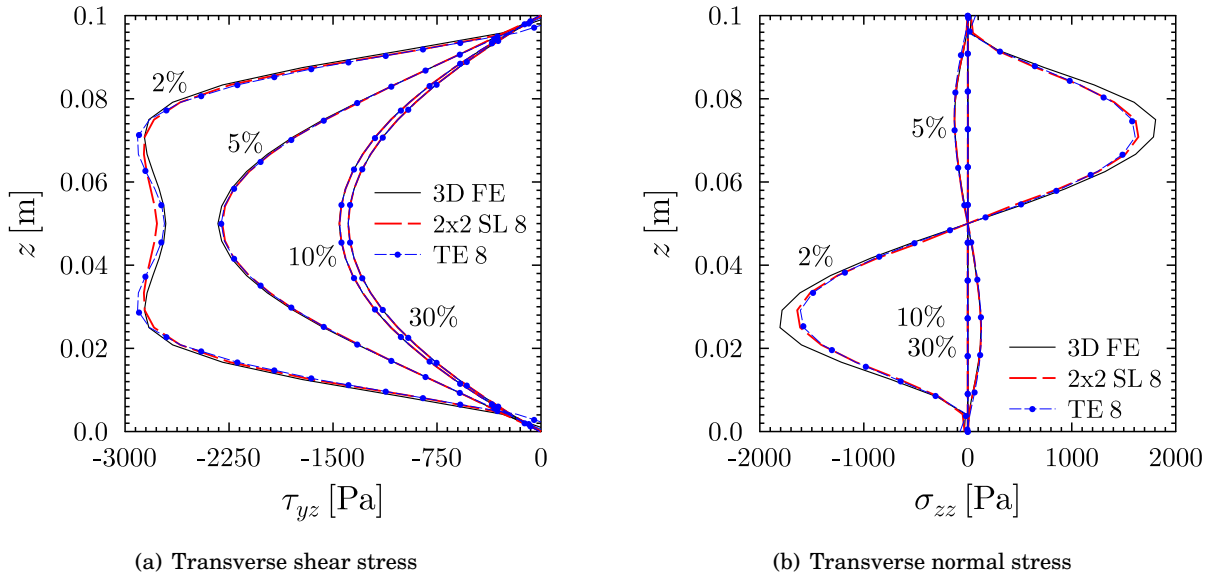 0.1
0.08
0.06
0.04
0.02
0.0
z [m]
2%
5%
10%
30%
3D FE
2x2 SL 8
TE 8
-3000 -2250 -1500 -750 0
τyz [Pa]
(a) Transverse shear stress
0.1
0.08
0.06
0.04
0.02
0.0
z [m]
5%
2%
10%
30%
3D FE
2x2 SL 8
TE 8
-2000 -1000 0 1000 2000
σzz [Pa]
(b) Transverse normal stress